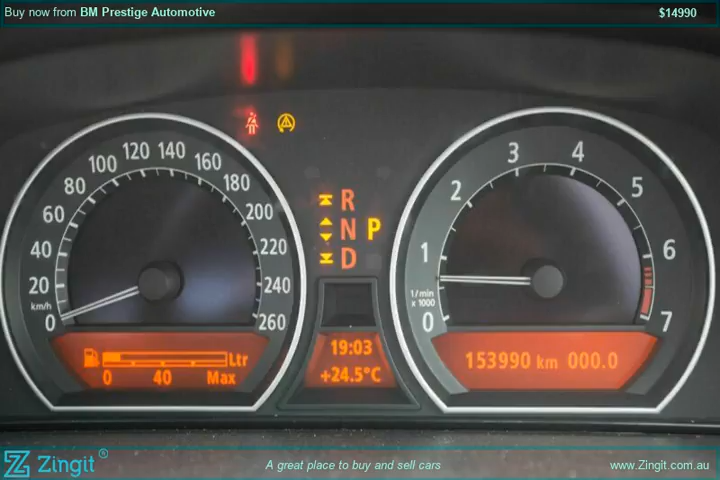 Buy now from BM Prestige Automotive
$14990
0
20
40
60
80
100
120
140
160
180
200
220
240
260
km/h
R
N P
D
0
1
2
3
4
5
6
7
1/min
x 1000
Ltr
0 40 Max
19:03
+24.5°C
153990 km 000.0
Zingit®
A great place to buy and sell cars
www.Zingit.com.au